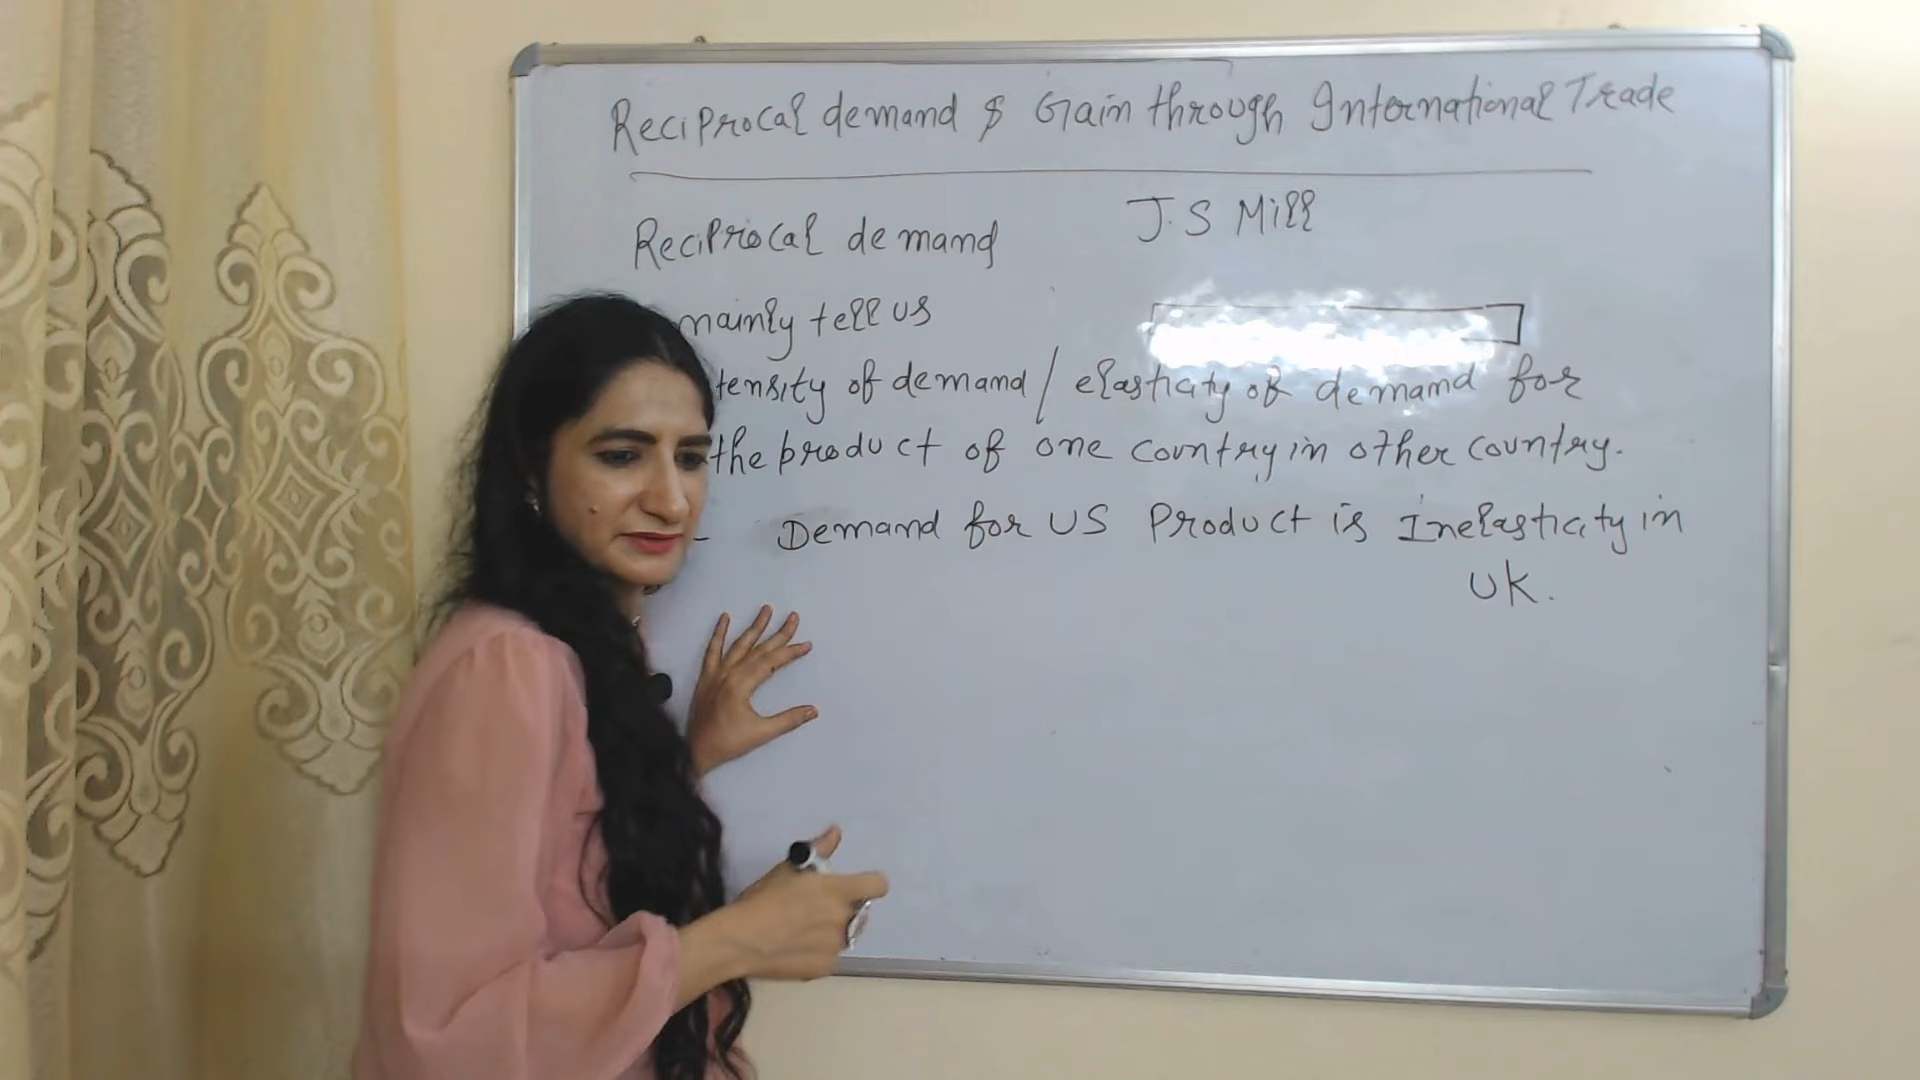 Reciprocal demand & Gain through International Trade
Reciprocal demand
J.S Mill
mainly tell us
tensity of demand / elasticity of demand for
the product of one country in other country.
- Demand for US Product is Inelasticity in
UK.